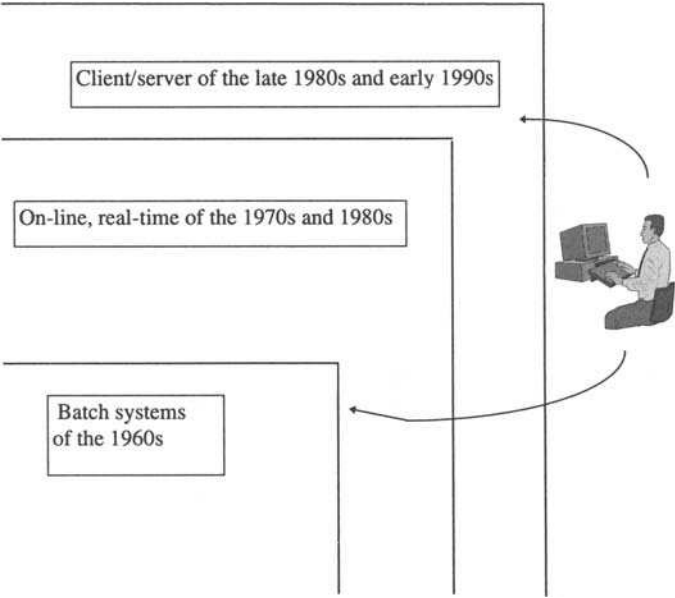 Client/server of the late 1980s and early 1990s
On-line, real-time of the 1970s and 1980s
Batch systems
of the 1960s